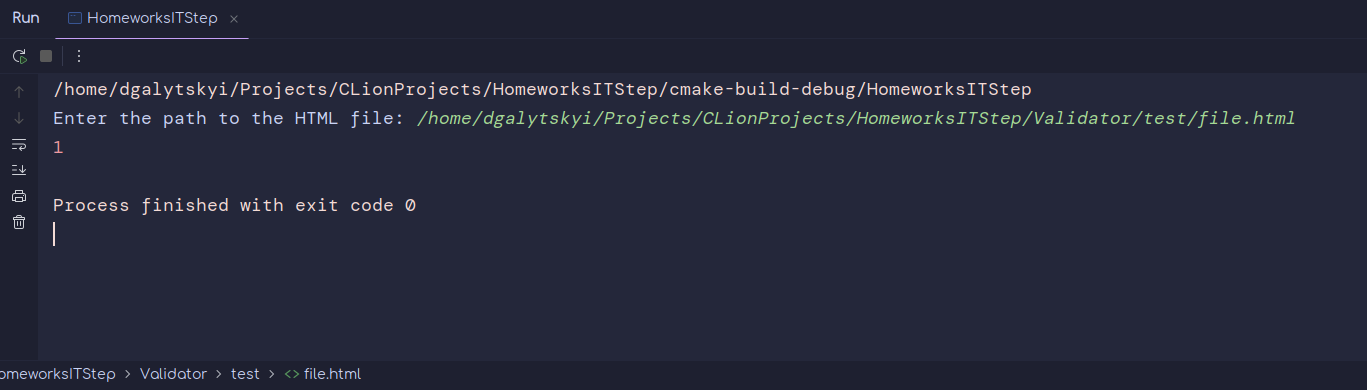 Run HomeworksITStep
/home/dgalytskyi/Projects/CLionProjects/HomeworksITStep/cmake-build-debug/HomeworksITStep
Enter the path to the HTML file: /home/dgalytskyi/Projects/CLionProjects/HomeworksITStep/Validator/test/file.html
1
Process finished with exit code 0
omeworksITStep > Validator > test > <> file.html